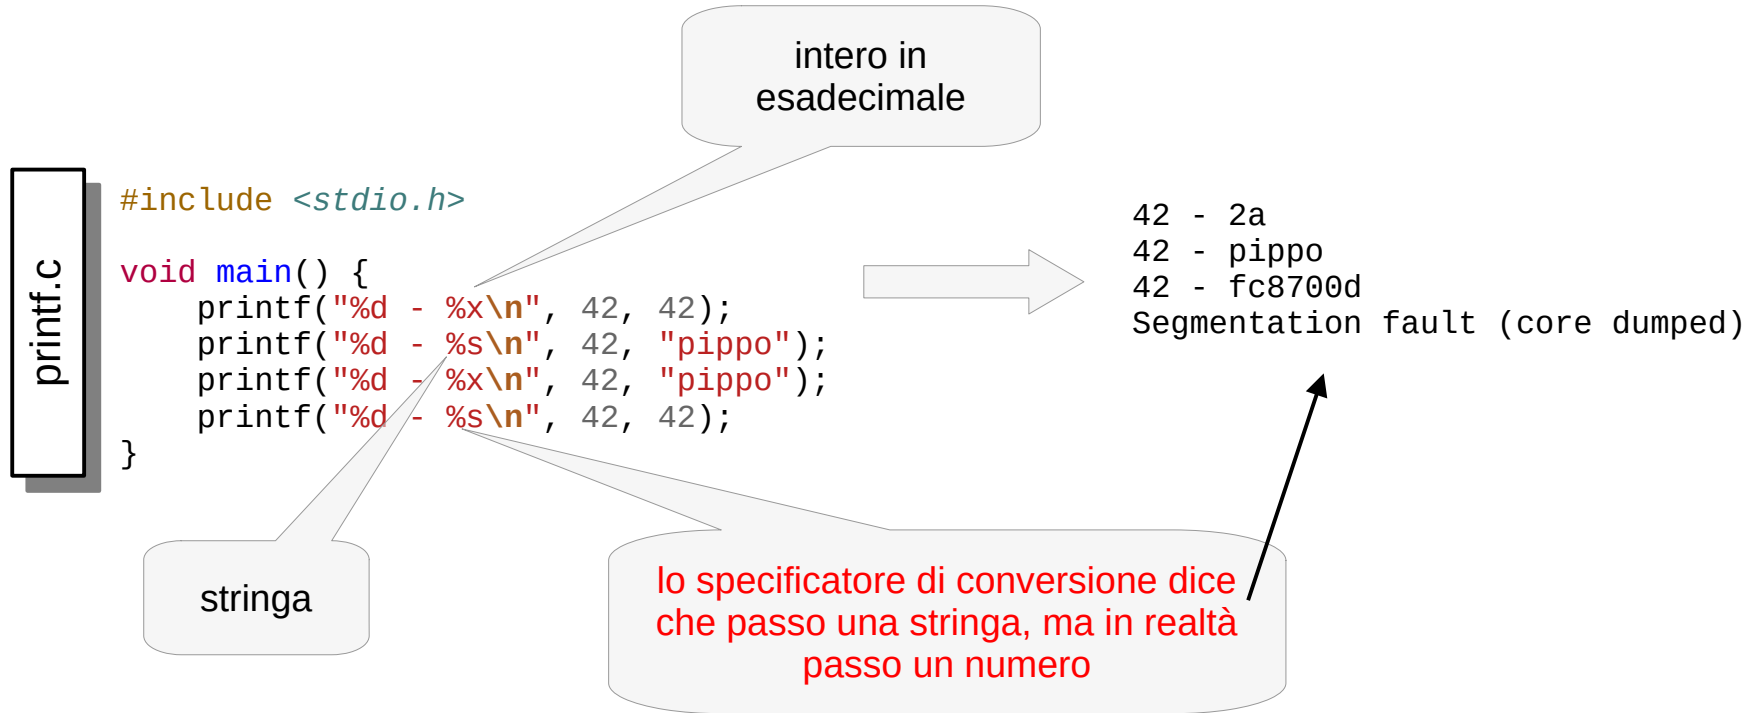 intero in
esadecimale
printf.c
#include <stdio.h>
void main() {
    printf("%d - %x\n", 42, 42);
    printf("%d - %s\n", 42, "pippo");
    printf("%d - %x\n", 42, "pippo");
    printf("%d - %s\n", 42, 42);
}
42 - 2a
42 - pippo
42 - fc8700d
Segmentation fault (core dumped)
stringa
lo specificatore di conversione dice
che passo una stringa, ma in realtà
passo un numero